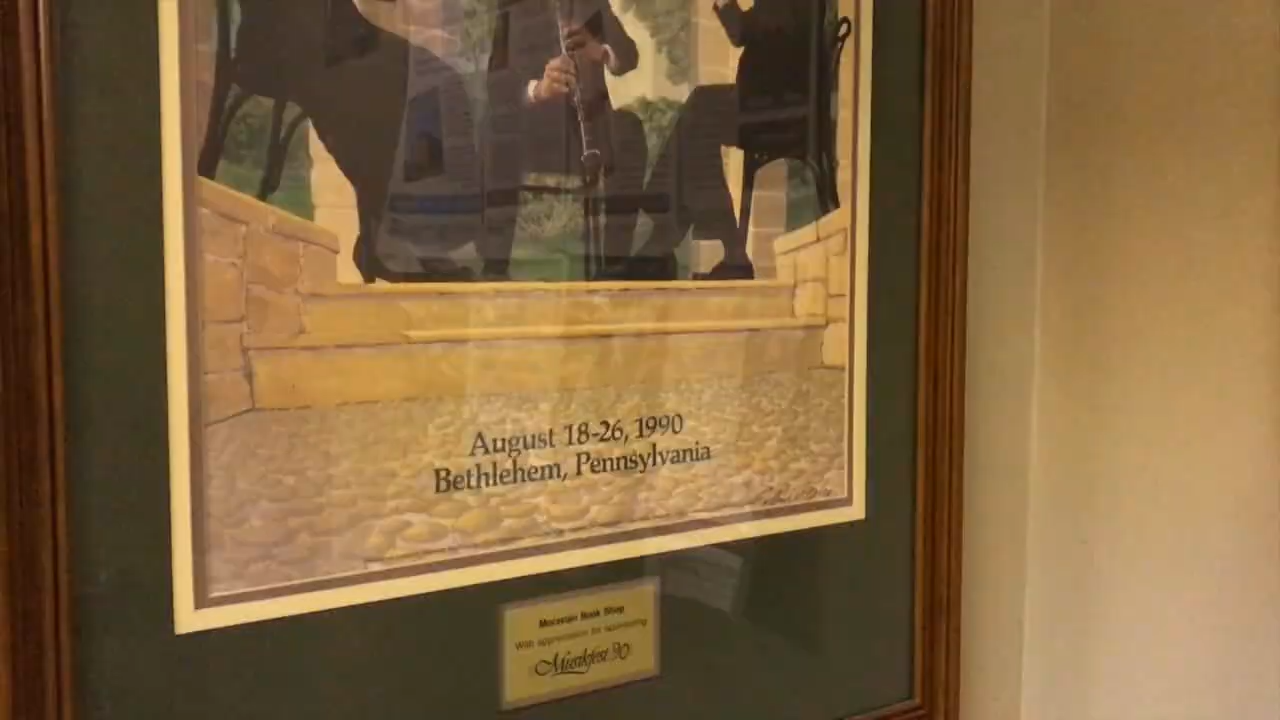 August 18-26, 1990
Bethlehem, Pennsylvania
Moravian Book Shop
With appreciation for sponsoring
Musikfest '90